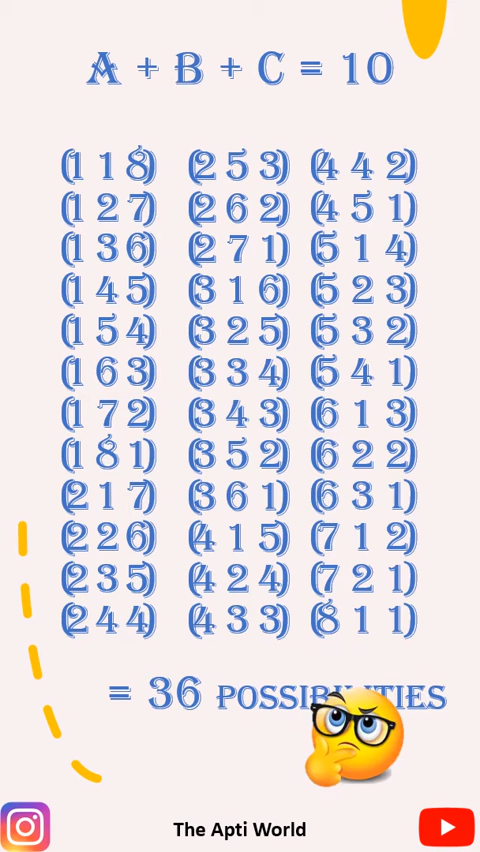 A + B + C = 10
(1 1 8) (2 5 3) (4 4 2)
(1 2 7) (2 6 2) (4 5 1)
(1 3 6) (2 7 1) (5 1 4)
(1 4 5) (3 1 6) (5 2 3)
(1 5 4) (3 2 5) (5 3 2)
(1 6 3) (3 3 4) (5 4 1)
(1 7 2) (3 4 3) (6 1 3)
(1 8 1) (3 5 2) (6 2 2)
(2 1 7) (3 6 1) (6 3 1)
(2 2 6) (4 1 5) (7 1 2)
(2 3 5) (4 2 4) (7 2 1)
(2 4 4) (4 3 3) (8 1 1)
= 36 POSSIBILITIES
The Apti World